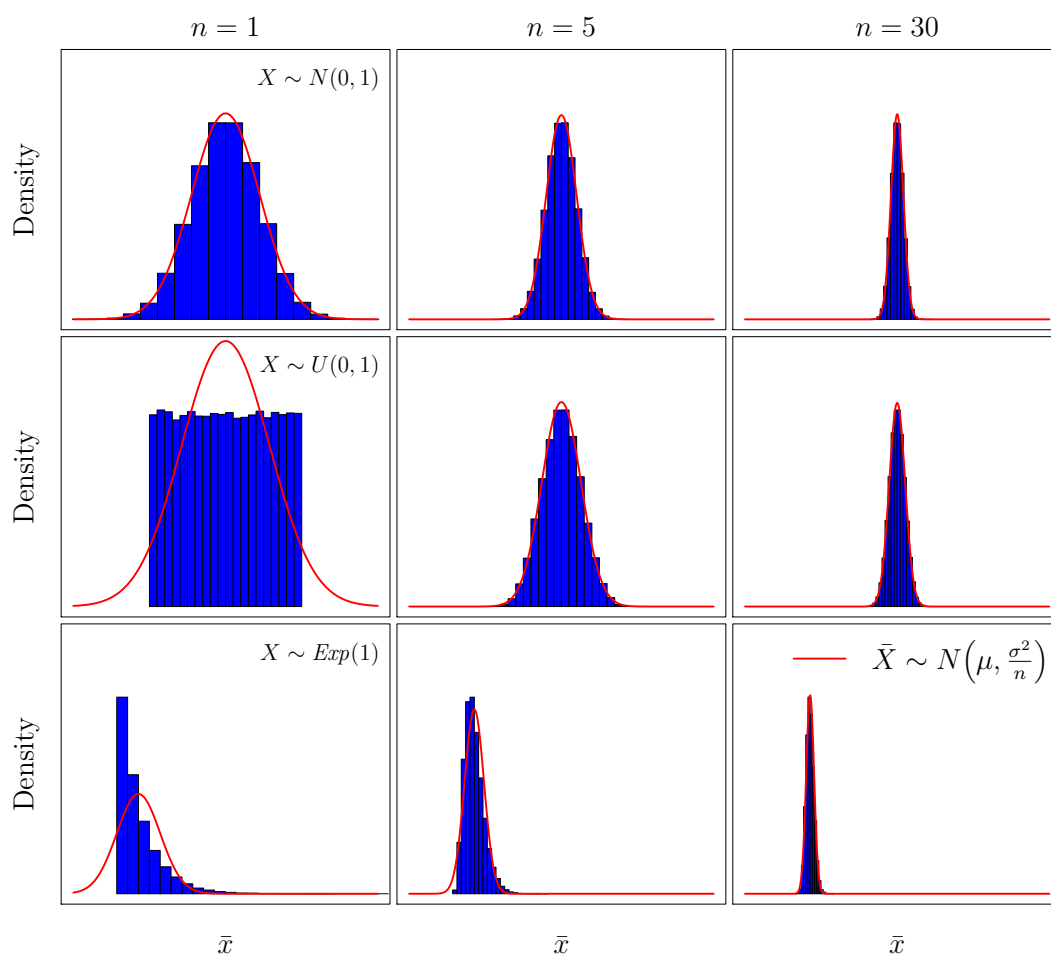 n = 1 n = 5 n = 30
X ∼ N(0, 1)
Density
X ∼ U(0, 1)
Density
X ∼ Exp(1)
X̄ ∼ N(μ, σ²/n)
Density
x̄ x̄ x̄